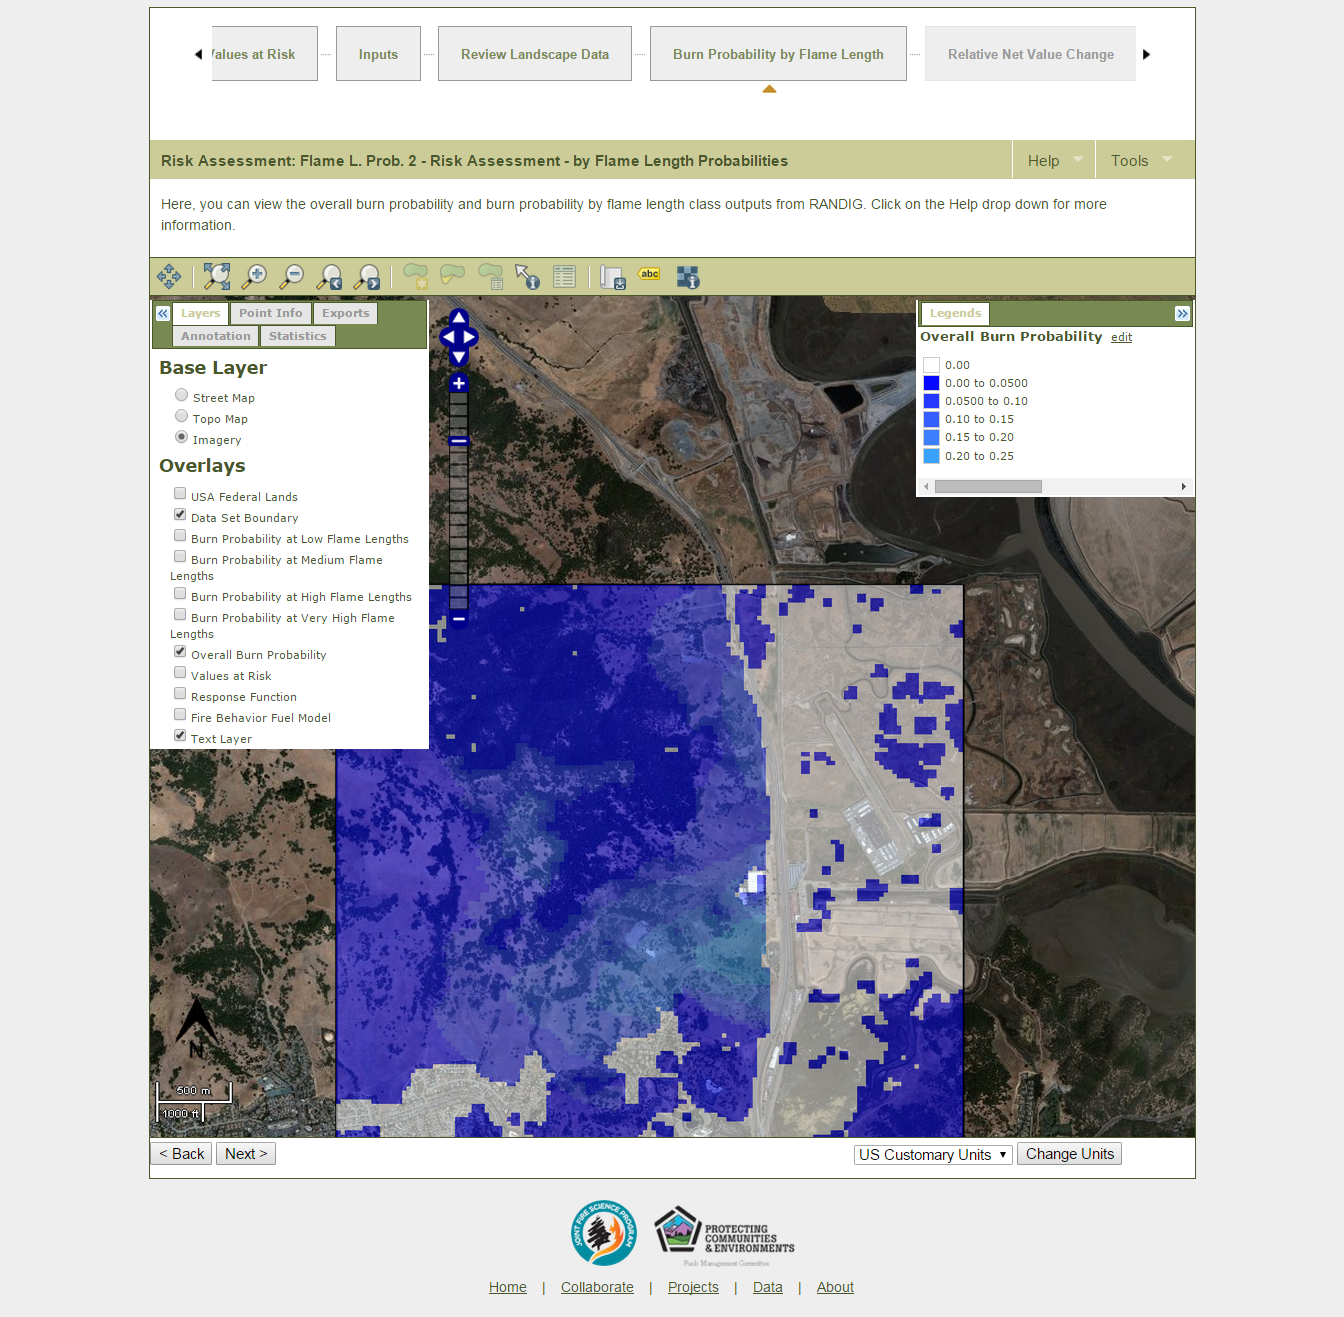 Values at Risk
Inputs
Review Landscape Data
Burn Probability by Flame Length
Relative Net Value Change
Risk Assessment: Flame L. Prob. 2 - Risk Assessment - by Flame Length Probabilities
Help
Tools
Here, you can view the overall burn probability and burn probability by flame length class outputs from RANDIG. Click on the Help drop down for more
information.
abc
Layers
Point Info
Exports
Annotation
Statistics
Base Layer
Street Map
Topo Map
Imagery
Overlays
USA Federal Lands
Data Set Boundary
Burn Probability at Low Flame Lengths
Burn Probability at Medium Flame
Lengths
Burn Probability at High Flame Lengths
Burn Probability at Very High Flame
Lengths
Overall Burn Probability
Values at Risk
Response Function
Fire Behavior Fuel Model
Text Layer
Legends
Overall Burn Probability edit
0.00
0.00 to 0.0500
0.0500 to 0.10
0.10 to 0.15
0.15 to 0.20
0.20 to 0.25
N
500 m
1000 ft
< Back
Next >
US Customary Units
Change Units
JOINT FIRE SCIENCE PROGRAM
PROTECTING
COMMUNITIES
& ENVIRONMENTS
Fuels Management Committee
Home | Collaborate | Projects | Data | About